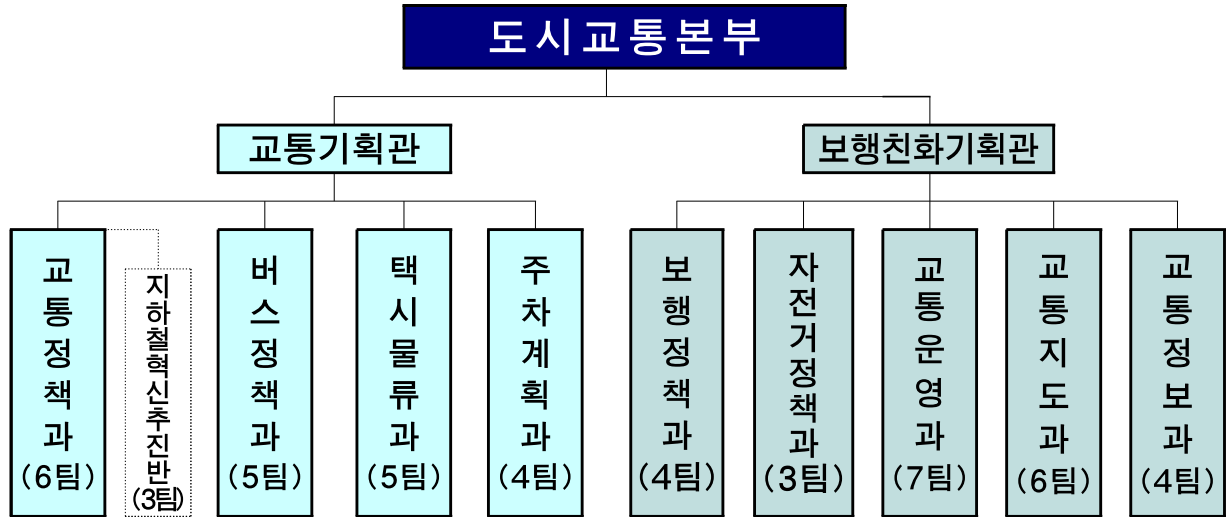 도시교통본부
교통기획관
보행친화기획관
교통정책과
(6팀)
지하철혁신추진반
(3팀)
버스정책과
(5팀)
택시물류과
(5팀)
주차계획과
(4팀)
보행정책과
(4팀)
자전거정책과
(3팀)
교통운영과
(7팀)
교통지도과
(6팀)
교통정보과
(4팀)